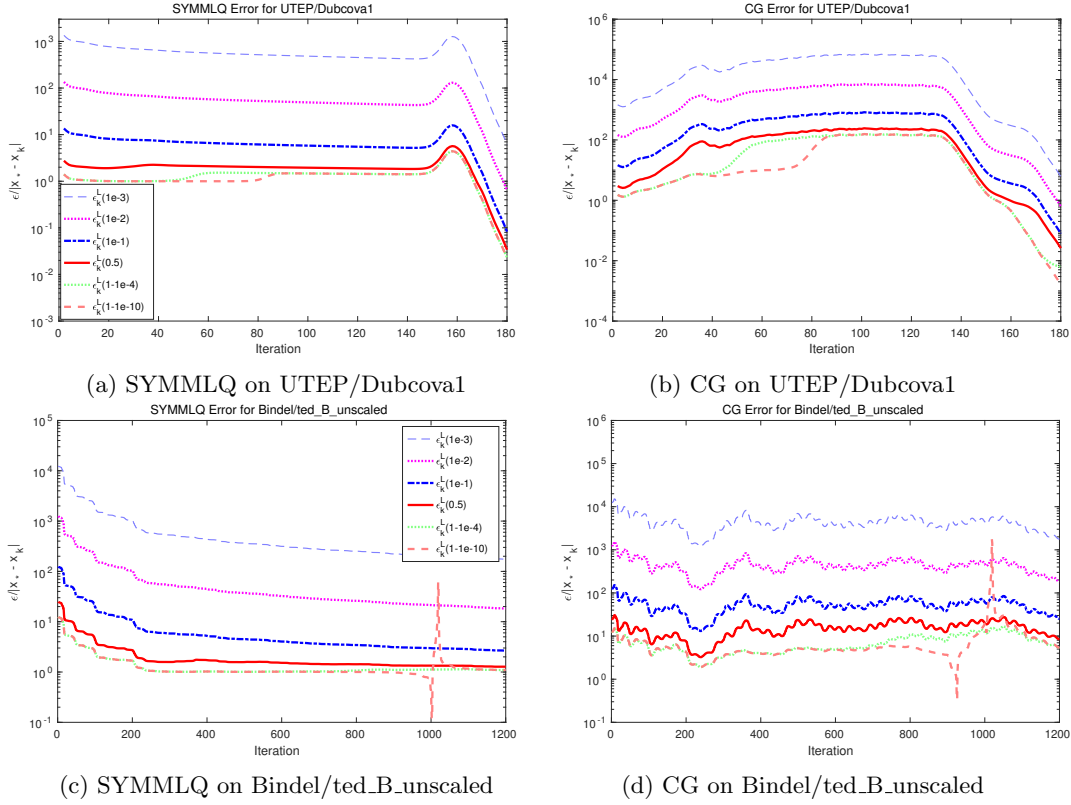 SYMMLQ Error for UTEP/Dubcova1
ϵ/|x⋆ - xk|
10^3
10^2
10^1
10^0
10^-1
10^-2
10^-3
ϵkL(1e-3)
ϵkL(1e-2)
ϵkL(1e-1)
ϵkL(0.5)
ϵkL(1-1e-4)
ϵkL(1-1e-10)
0 20 40 60 80 100 120 140 160 180
Iteration
(a) SYMMLQ on UTEP/Dubcova1
CG Error for UTEP/Dubcova1
ϵ/|x⋆ - xk|
10^6
10^4
10^2
10^0
10^-2
10^-4
0 20 40 60 80 100 120 140 160 180
Iteration
(b) CG on UTEP/Dubcova1
SYMMLQ Error for Bindel/ted_B_unscaled
ϵ/|x⋆ - xk|
10^5
10^4
10^3
10^2
10^1
10^0
10^-1
ϵkL(1e-3)
ϵkL(1e-2)
ϵkL(1e-1)
ϵkL(0.5)
ϵkL(1-1e-4)
ϵkL(1-1e-10)
0 200 400 600 800 1000 1200
Iteration
(c) SYMMLQ on Bindel/ted_B_unscaled
CG Error for Bindel/ted_B_unscaled
ϵ/|x⋆ - xk|
10^6
10^5
10^4
10^3
10^2
10^1
10^0
10^-1
0 200 400 600 800 1000 1200
Iteration
(d) CG on Bindel/ted_B_unscaled